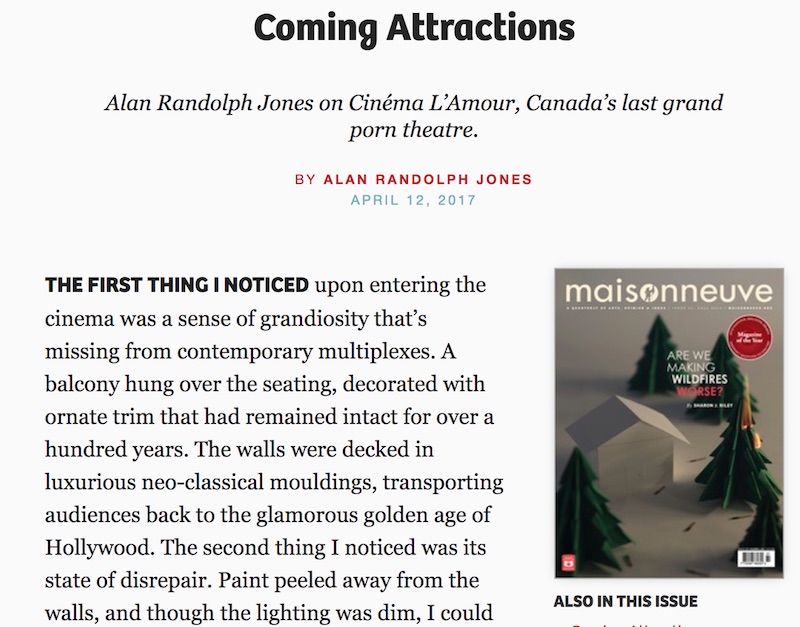 Coming Attractions
Alan Randolph Jones on Cinéma L’Amour, Canada’s last grand
porn theatre.
BY ALAN RANDOLPH JONES
APRIL 12, 2017
THE FIRST THING I NOTICED upon entering the
cinema was a sense of grandiosity that’s
missing from contemporary multiplexes. A
balcony hung over the seating, decorated with
ornate trim that had remained intact for over a
hundred years. The walls were decked in
luxurious neo-classical mouldings, transporting
audiences back to the glamorous golden age of
Hollywood. The second thing I noticed was its
state of disrepair. Paint peeled away from the
walls, and though the lighting was dim, I could
maisonneuve
Magazine
of the Year
ARE WE
MAKING
WILDFIRES
WORSE?
By SHARON J. RILEY
ALSO IN THIS ISSUE